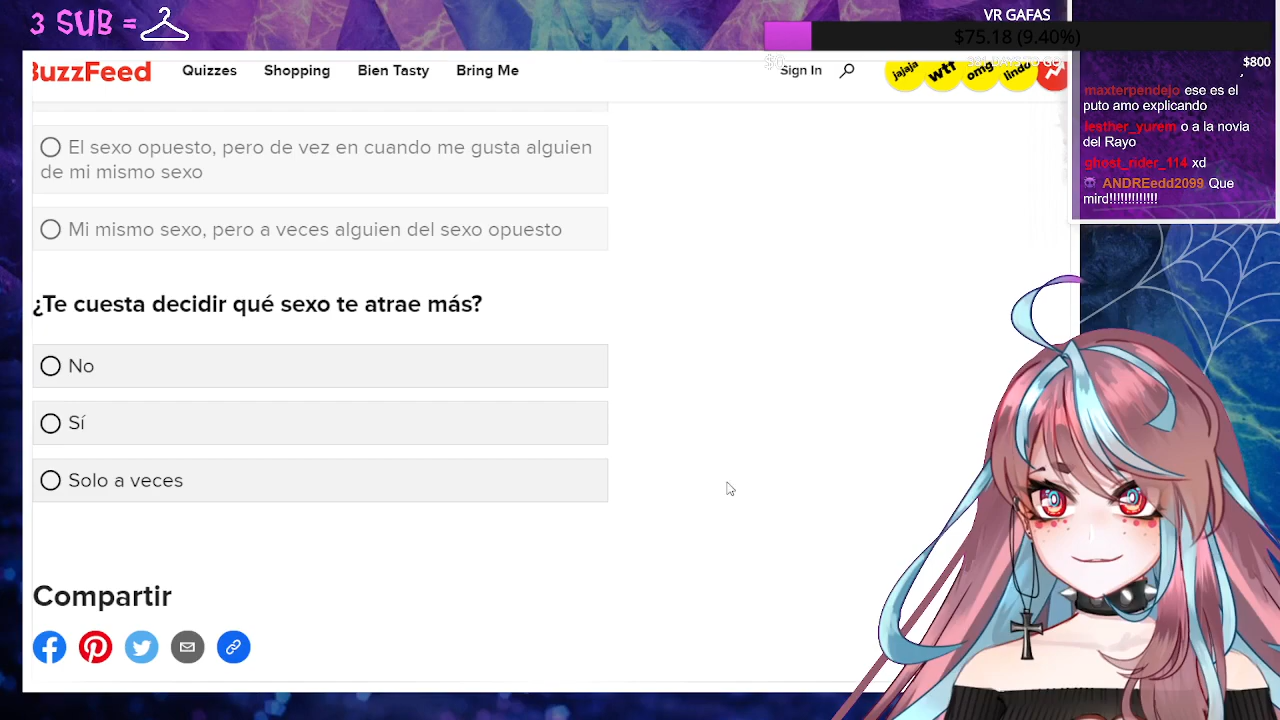 3 SUB =
VR GAFAS
$75.18 (9.40%)
$800
BuzzFeed
Quizzes
Shopping
Bien Tasty
Bring Me
Sign In
jajaja
wtf
omg
lindo
maxterpendejo ese es el
puto amo explicando
lesther_yurem o a la novia
del Rayo
ghost_rider_114 xd
ANDREedd2099 Que
mird!!!!!!!!!!!!!
El sexo opuesto, pero de vez en cuando me gusta alguien
de mi mismo sexo
Mi mismo sexo, pero a veces alguien del sexo opuesto
¿Te cuesta decidir qué sexo te atrae más?
No
Sí
Solo a veces
Compartir